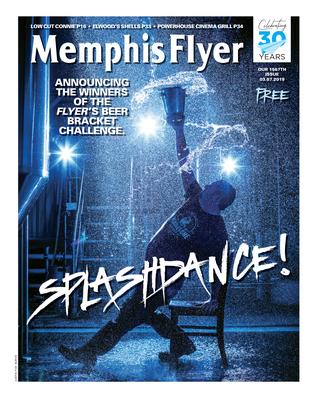 LOW CUT CONNIE P16 • ELWOOD'S SHELLS P33 • POWERHOUSE CINEMA GRILL P34
Celebrating
30
YEARS
Memphis Flyer
OUR 1567TH
ISSUE
03.07.2019
FREE
ANNOUNCING
THE WINNERS
OF THE
FLYER'S BEER
BRACKET
CHALLENGE.
SPLASHDANCE!